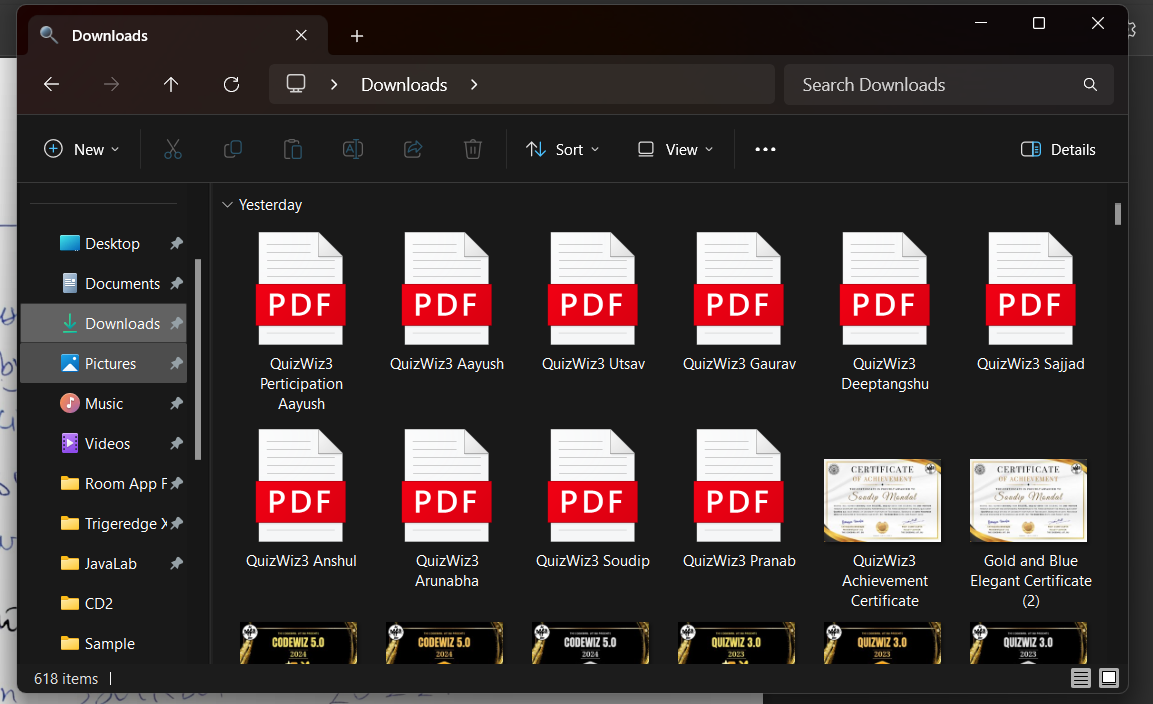 Downloads
Downloads
Search Downloads
New
Sort
View
Details
Yesterday
Desktop
Documents
Downloads
Pictures
Music
Videos
Room App F
Trigeredge X
JavaLab
CD2
Sample
PDF PDF PDF PDF PDF PDF
QuizWiz3
Perticipation
Aayush
QuizWiz3 Aayush
QuizWiz3 Utsav
QuizWiz3 Gaurav
QuizWiz3
Deeptangshu
QuizWiz3 Sajjad
PDF PDF PDF PDF
CERTIFICATE
OF ACHIEVEMENT
Soudip Mondal
CERTIFICATE
OF ACHIEVEMENT
Soudip Mondal
QuizWiz3 Anshul
QuizWiz3
Arunabha
QuizWiz3 Soudip
QuizWiz3 Pranab
QuizWiz3
Achievement
Certificate
Gold and Blue
Elegant Certificate
(2)
CODEWIZ 5.0
2024
CODEWIZ 5.0
2024
CODEWIZ 5.0
2024
QUIZWIZ 3.0
2023
QUIZWIZ 3.0
2023
QUIZWIZ 3.0
2023
618 items